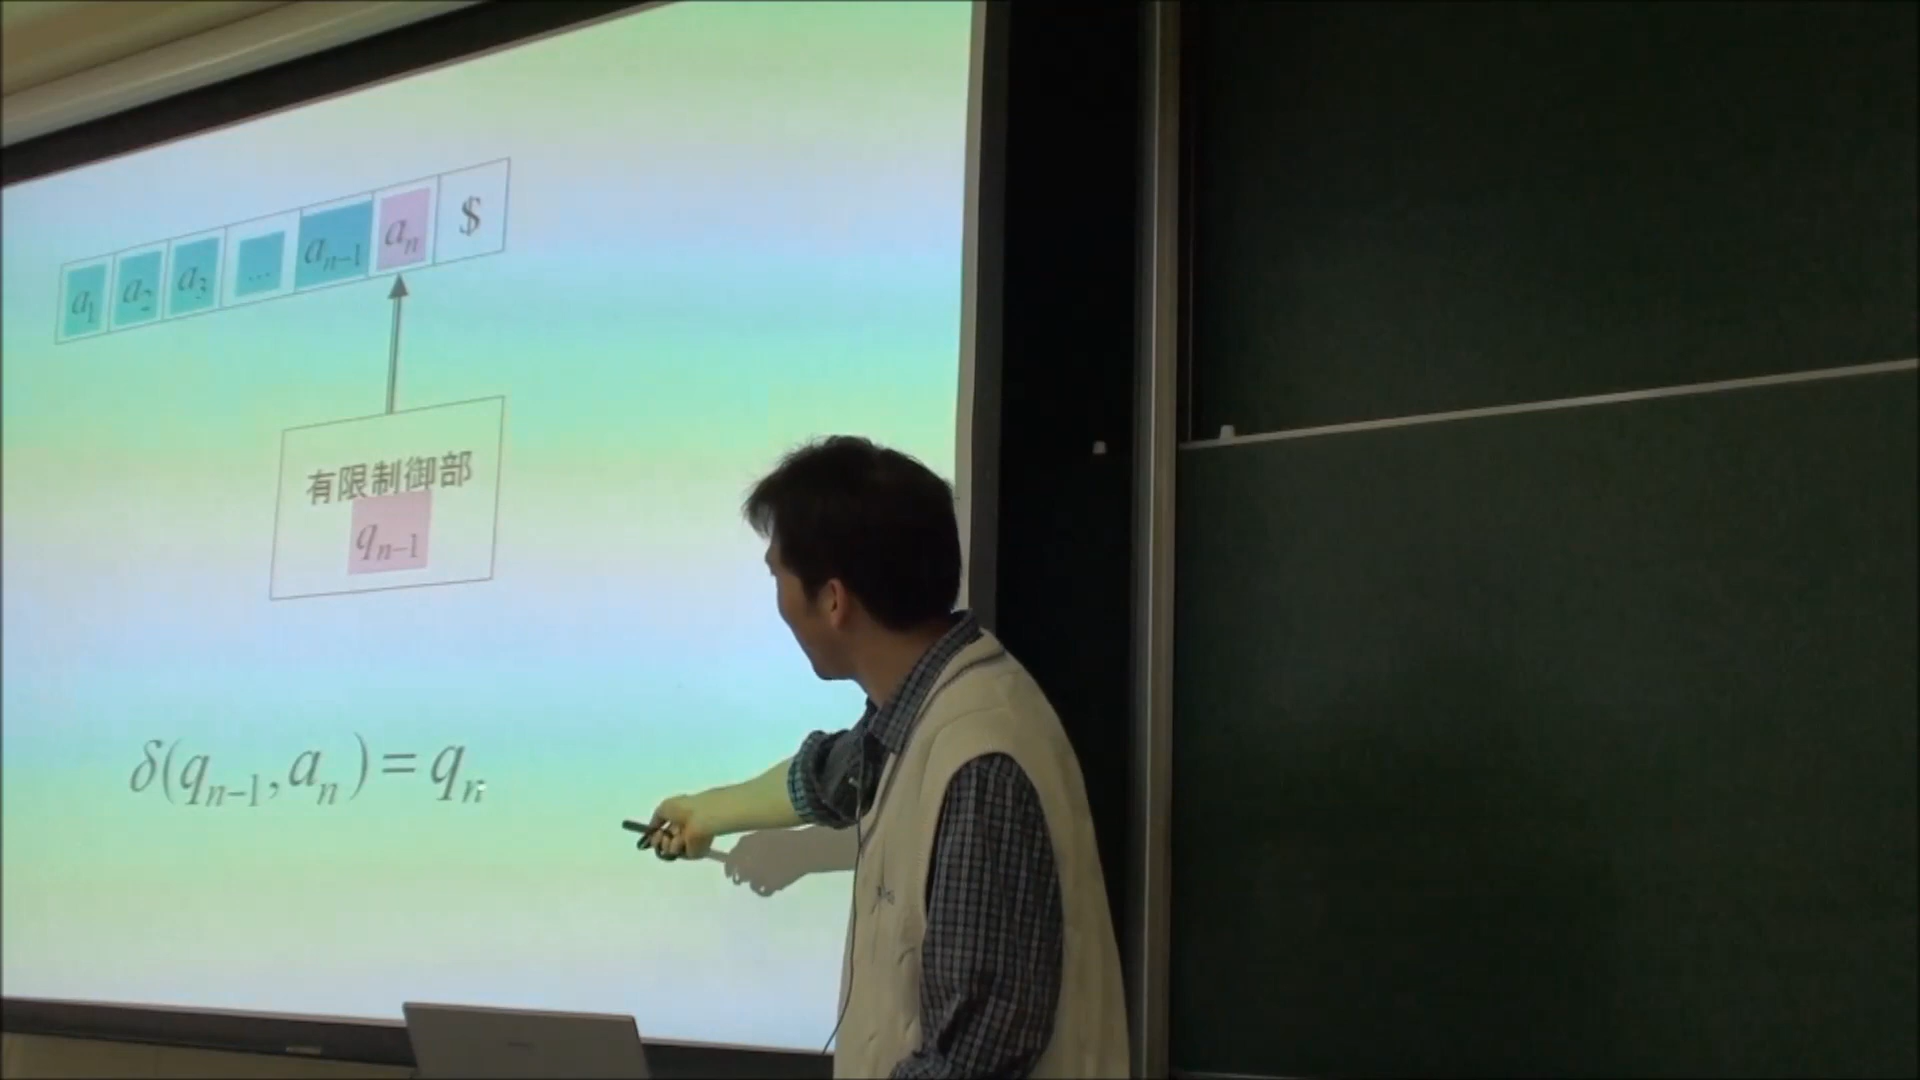 a₁ a₂ a₃ ... aₙ₋₁ aₙ $
有限制御部
qₙ₋₁
δ(qₙ₋₁, aₙ) = qₙ